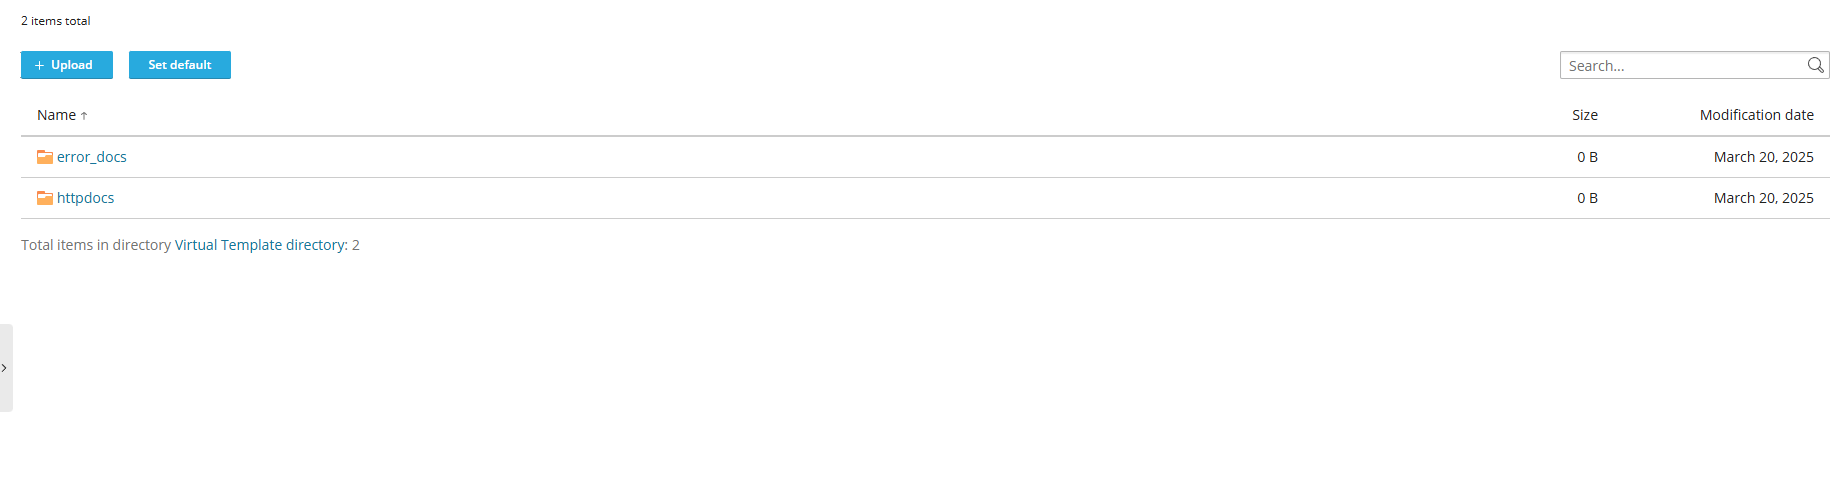 2 items total
+ Upload Set default Search...
Name ↑ Size Modification date
error_docs 0 B March 20, 2025
httpdocs 0 B March 20, 2025
Total items in directory Virtual Template directory: 2